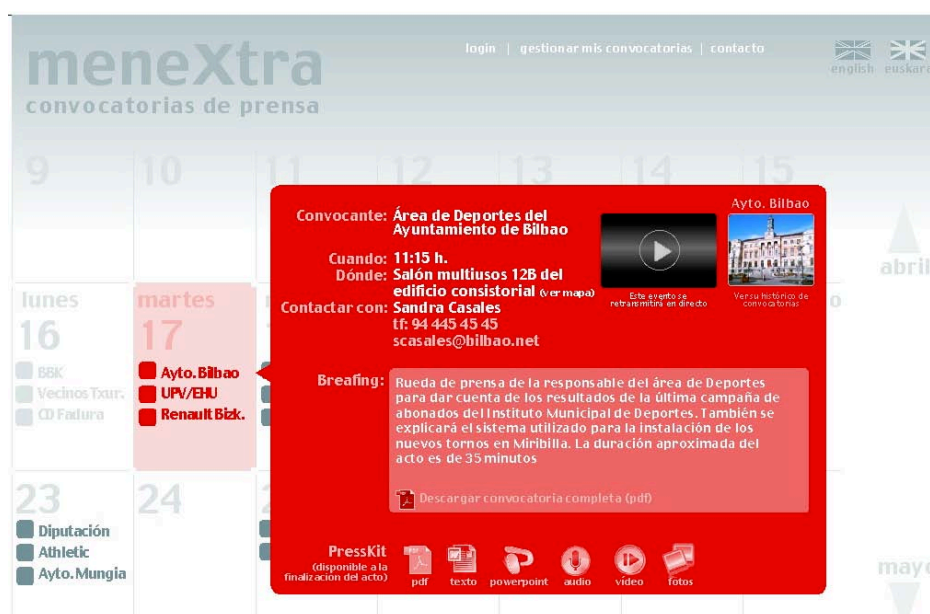 meneXtra
convocatorias de prensa
login | gestionar mis convocatorias | contacto
english euskara
9 10 11 12 13 14 15
abril
lunes
16
BBK
Vecinos Txur.
CD Fadura
martes
17
Ayto. Bilbao
UPV/EHU
Renault Bizk.
23
Diputación
Athletic
Ayto. Mungia
24
Convocante: Área de Deportes del
Ayuntamiento de Bilbao
Cuando: 11:15 h.
Dónde: Salón multiusos 12B del
edificio consistorial (ver mapa)
Contactar con: Sandra Casales
tf: 94 445 45 45
scasales@bilbao.net
Este evento se
retransmitirá en directo
Ayto. Bilbao
Ver su histórico de
convocatorias
Breafing: Rueda de prensa de la responsable del área de Deportes
para dar cuenta de los resultados de la última campaña de
abonados del Instituto Municipal de Deportes. También se
explicará el sistema utilizado para la instalación de los
nuevos tornos en Miribilla. La duración aproximada del
acto es de 35 minutos
Descargar convocatoria completa (pdf)
PressKit
(disponible a la
finalización del acto)
pdf texto powerpoint audio vídeo fotos
mayo